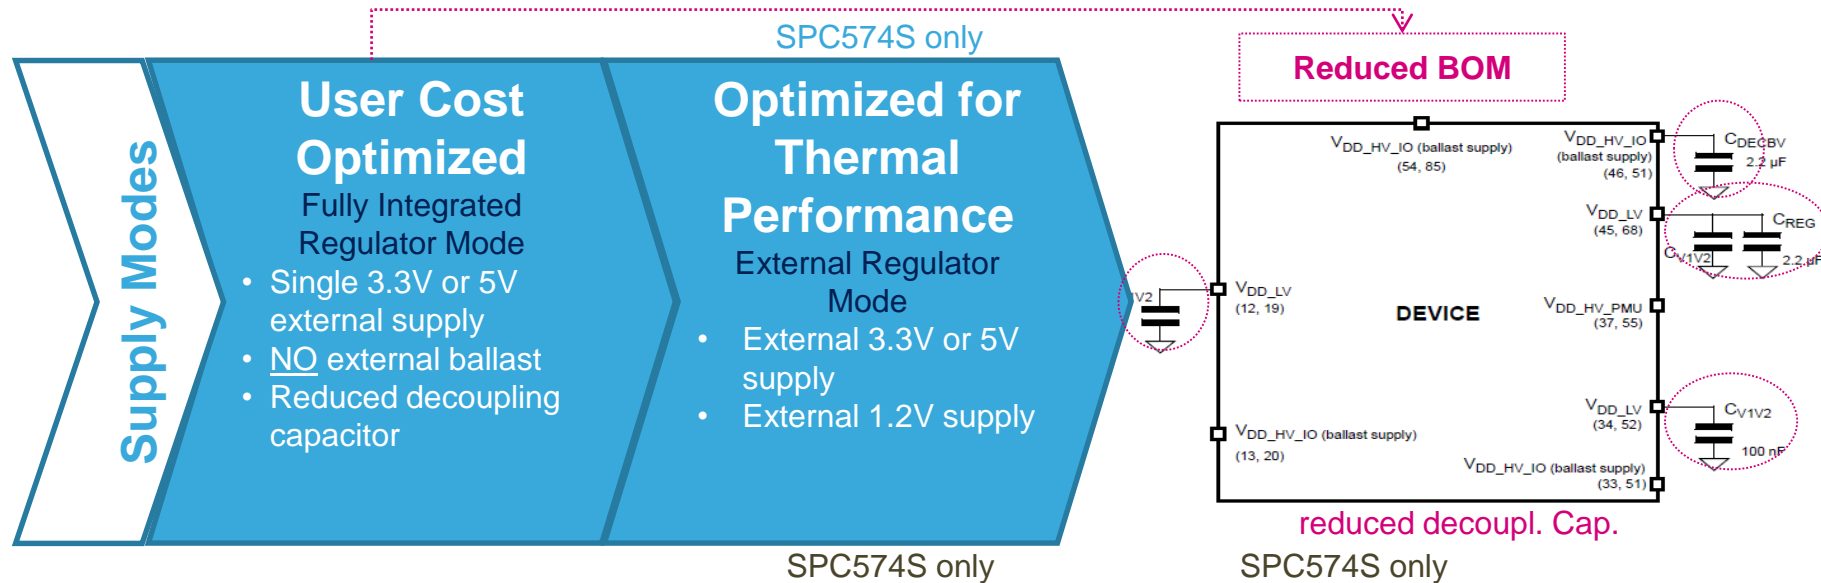 SPC574S only
Reduced BOM
Supply Modes
User Cost
Optimized
Fully Integrated
Regulator Mode
• Single 3.3V or 5V
external supply
• NO external ballast
• Reduced decoupling
capacitor
Optimized for
Thermal
Performance
External Regulator
Mode
• External 3.3V or 5V
supply
• External 1.2V supply
VDD_HV_IO (ballast supply)
(54, 85)
VDD_HV_IO
(ballast supply)
(46, 51)
CDECBV
2.2 µF
VDD_LV
(45, 68)
CREG
CV1V2
2.2 µF
1V2
VDD_LV
(12, 19)
DEVICE
VDD_HV_PMU
(37, 55)
VDD_LV
(34, 52)
CV1V2
100 nF
VDD_HV_IO (ballast supply)
(13, 20)
VDD_HV_IO (ballast supply)
(33, 51)
reduced decoupl. Cap.
SPC574S only
SPC574S only